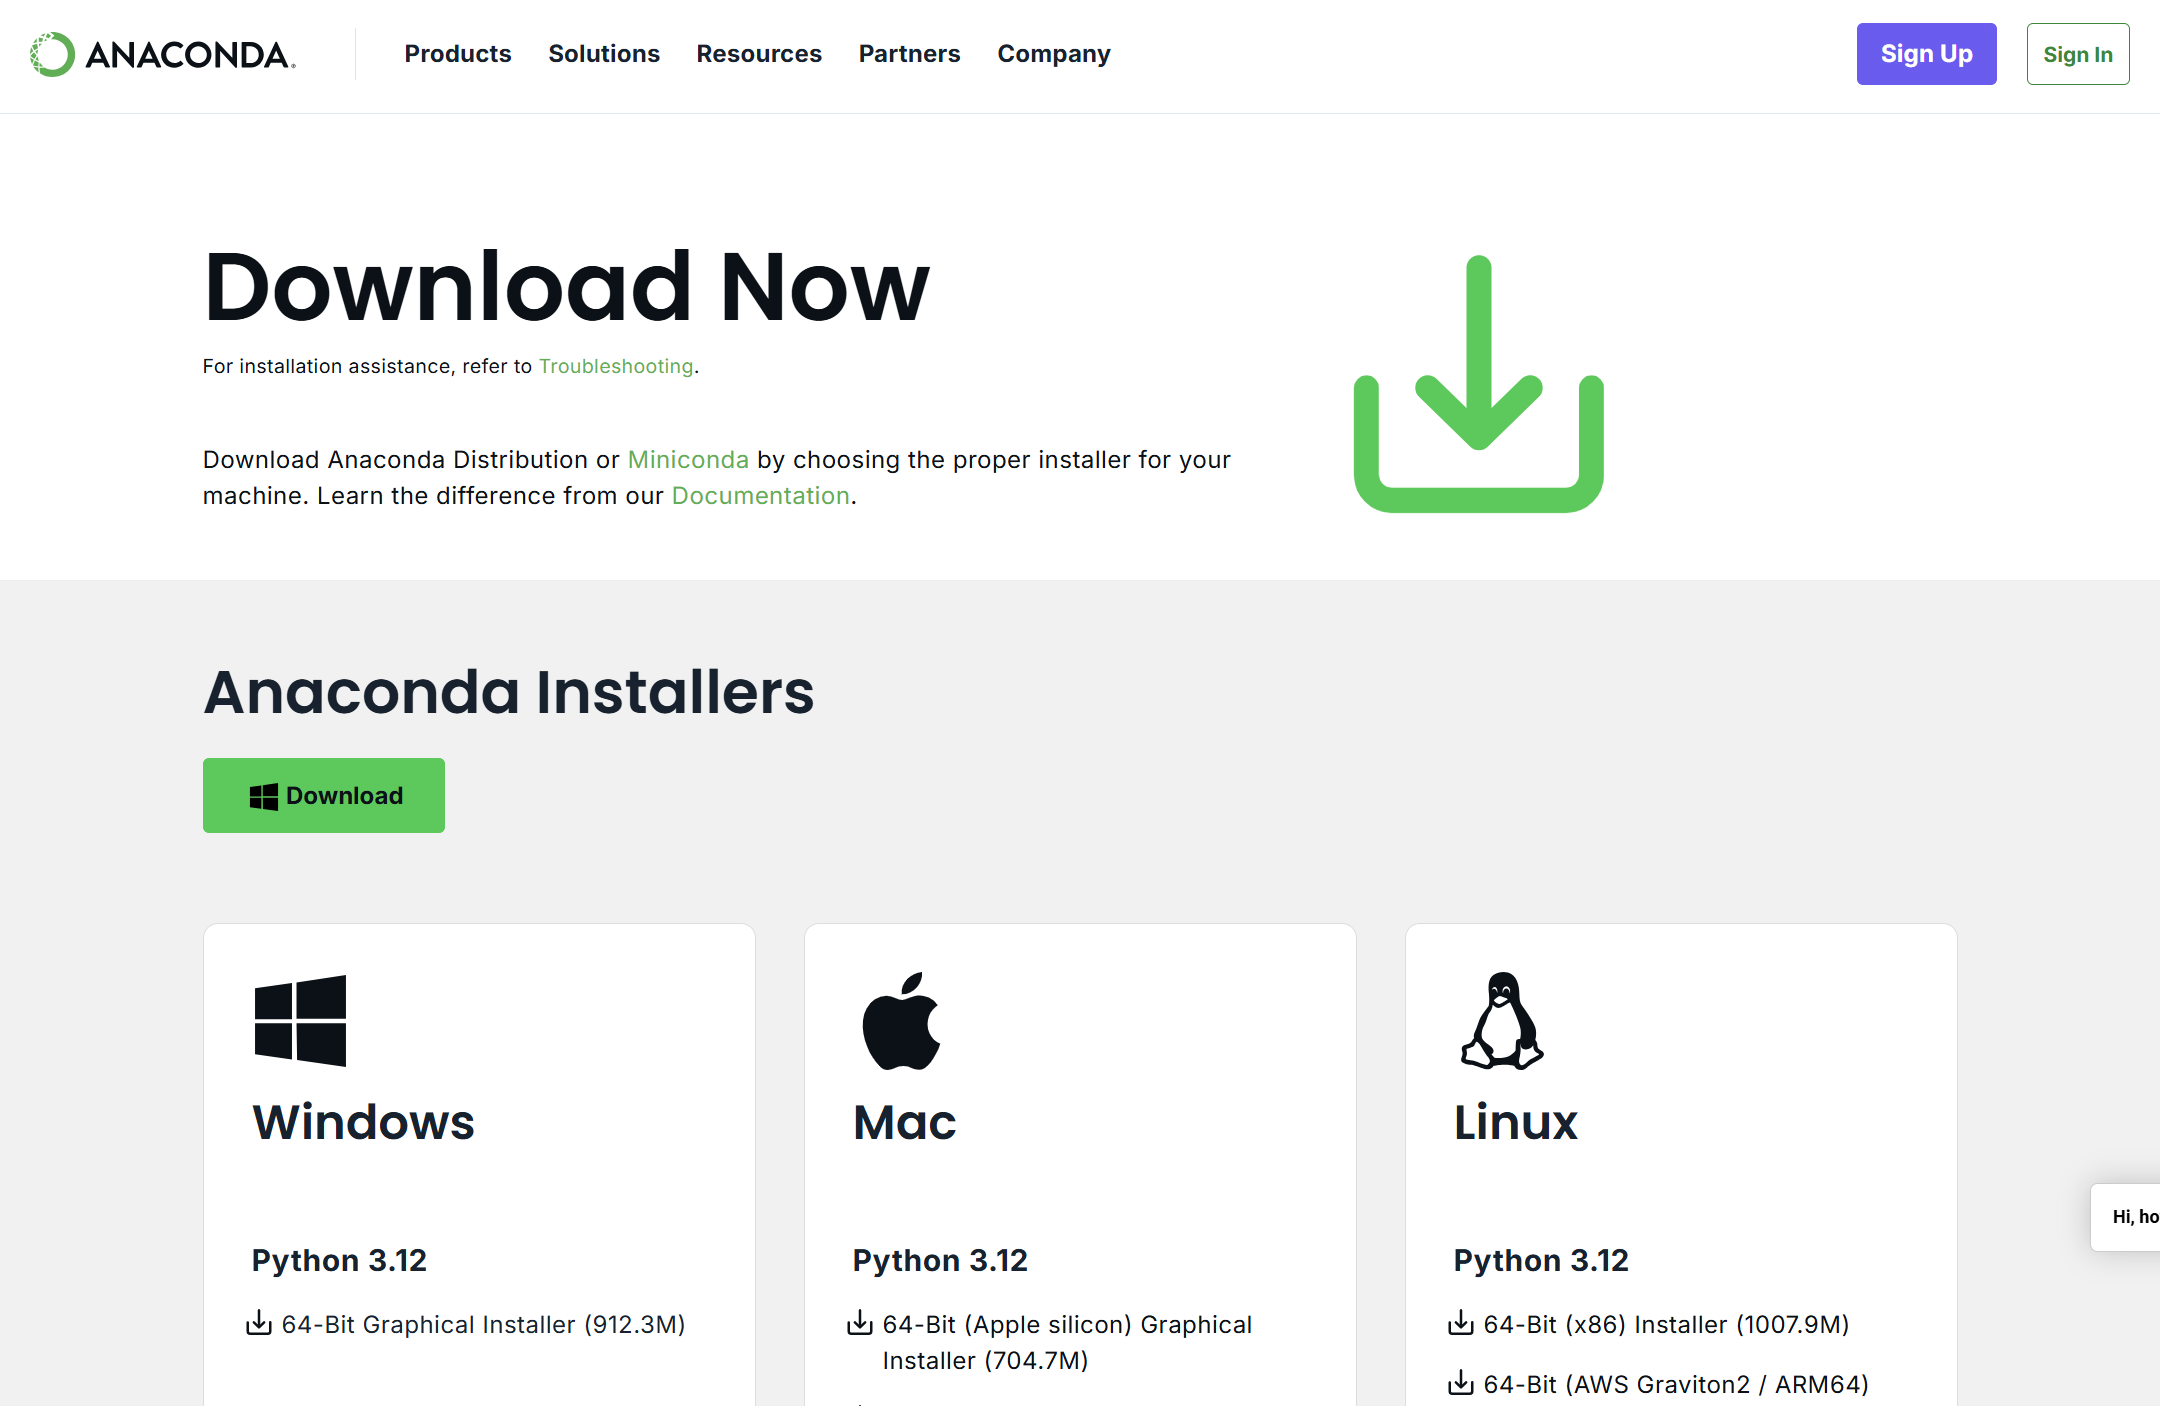 ANACONDA.
Products Solutions Resources Partners Company
Sign Up
Sign In
Download Now
For installation assistance, refer to Troubleshooting.
Download Anaconda Distribution or Miniconda by choosing the proper installer for your
machine. Learn the difference from our Documentation.
Anaconda Installers
Download
Windows
Python 3.12
64-Bit Graphical Installer (912.3M)
Mac
Python 3.12
64-Bit (Apple silicon) Graphical
Installer (704.7M)
Linux
Python 3.12
64-Bit (x86) Installer (1007.9M)
64-Bit (AWS Graviton2 / ARM64)
Hi, ho